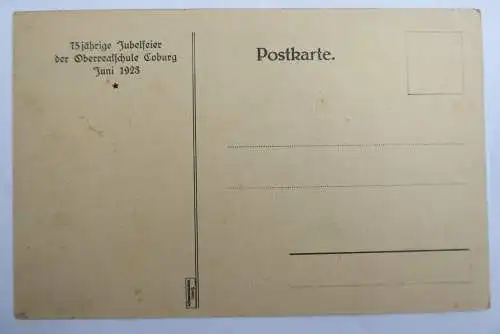 75jährige Jubelfeier
der Oberrealschule Coburg
Juni 1923
Postkarte.